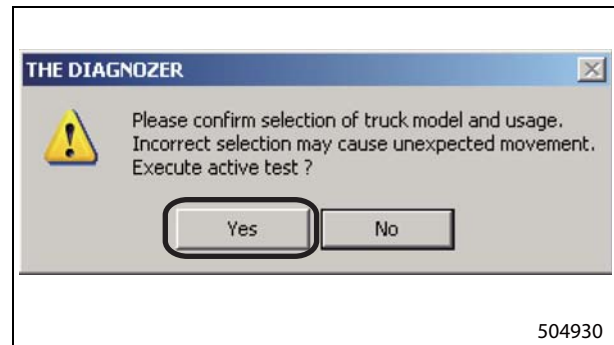 THE DIAGNOZER
Please confirm selection of truck model and usage.
Incorrect selection may cause unexpected movement.
Execute active test ?
Yes
No
504930